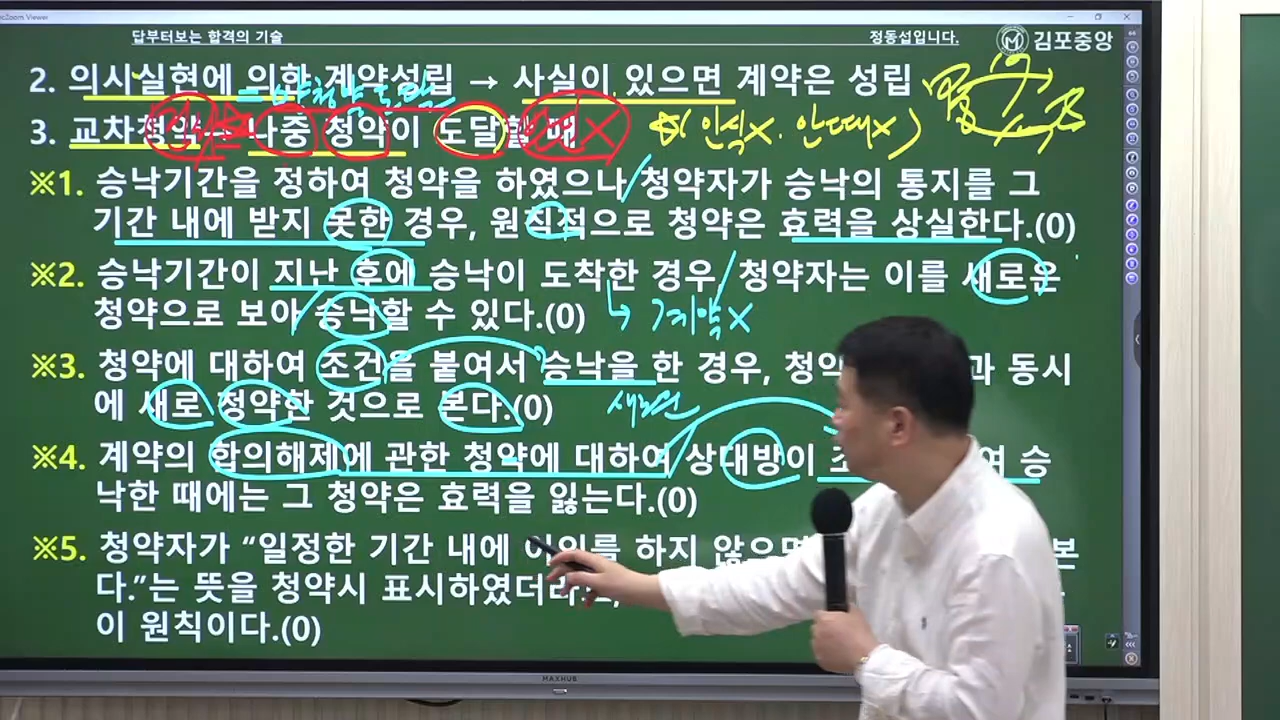 답부터보는 합격의 기술
정동섭입니다.
김포중앙
2. 의사실현에 의한 계약성립 → 사실이 있으면 계약은 성립
3. 교차청약 나중 청약이 도달할 때
(인식X. 안때X)
※1. 승낙기간을 정하여 청약을 하였으나 청약자가 승낙의 통지를 그
기간 내에 받지 못한 경우, 원칙적으로 청약은 효력을 상실한다.(0)
※2. 승낙기간이 지난 후에 승낙이 도착한 경우 청약자는 이를 새로운
청약으로 보아 승낙할 수 있다.(0)
↳ 계약X
※3. 청약에 대하여 조건을 붙여서 승낙을 한 경우, 청 과 동시
에 새로 청약한 것으로 본다.(0)
※4. 계약의 합의해제에 관한 청약에 대하여 상대방이 조 여 승
낙한 때에는 그 청약은 효력을 잃는다.(0)
※5. 청약자가 “일정한 기간 내에 이의를 하지 않으면 본
다.”는 뜻을 청약시 표시하였더라도,
이 원칙이다.(0)
MAXHUB